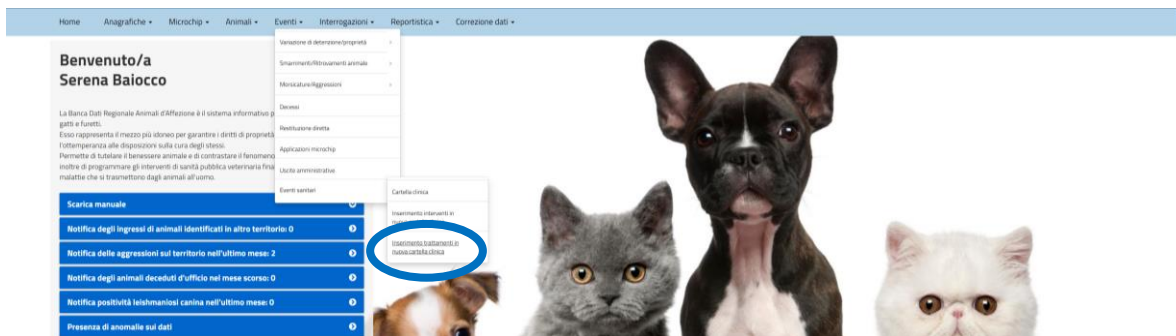 Home Anagrafiche Microchip Animali Eventi Interrogazioni Reportistica Correzione dati
Benvenuto/a
Serena Baiocco
La Banca Dati Regionale Animali d'Affezione è il sistema informativo p
gatti e furetti.
Esso rappresenta il mezzo più idoneo per garantire i diritti di proprietà
l'ottemperanza alle disposizioni sulla cura degli stessi.
Permette di tutelare il benessere animale e di contrastare il fenomeno
inoltre di programmare gli interventi di sanità pubblica veterinaria fina
malattie che si trasmettono dagli animali all'uomo.
Scarica manuale
Notifica degli ingressi di animali identificati in altro territorio: 0
Notifica delle aggressioni sul territorio nell'ultimo mese: 2
Notifica degli animali deceduti d'ufficio nel mese scorso: 0
Notifica positività leishmaniosi canina nell'ultimo mese: 0
Presenza di anomalie sui dati
Variazione di detenzione/proprietà
Smarrimenti/Ritrovamenti animale
Morsicature/Aggressioni
Decessi
Restituzione diretta
Applicazioni microchip
Uscite amministrative
Eventi sanitari
Cartella clinica
Inserimento interventi in
Inserimento trattamenti in
nuova cartella clinica